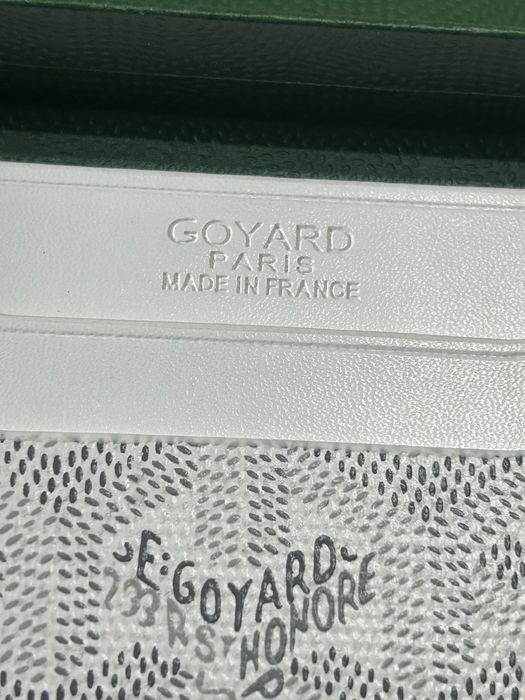 GOYARD
PARIS
MADE IN FRANCE
E:GOYARD
233 R ST HONORE
P